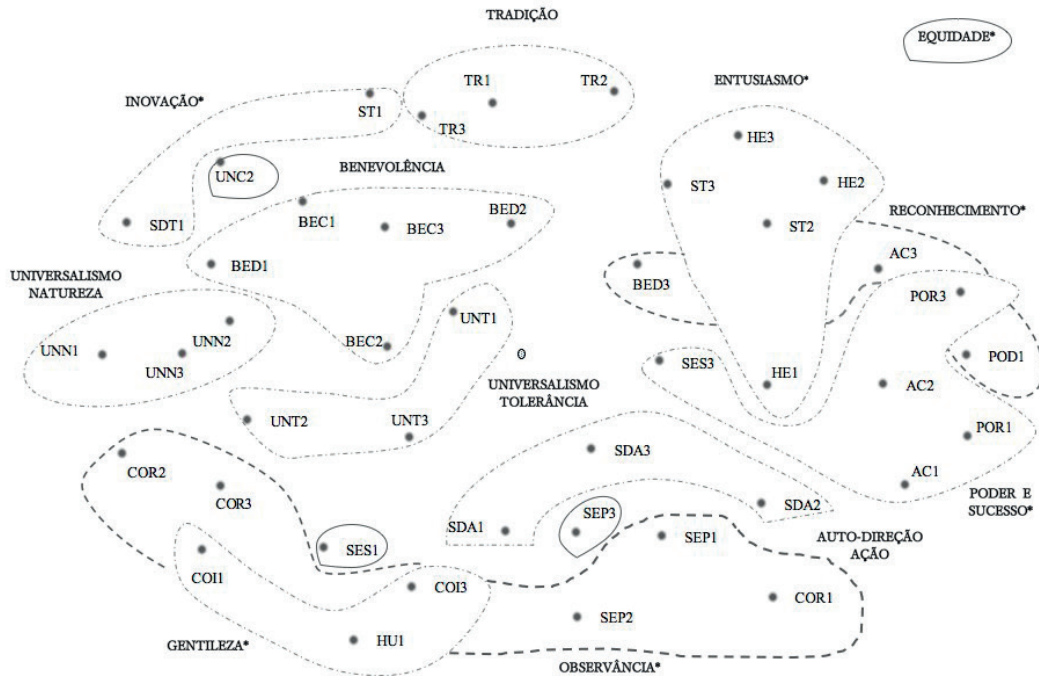 TRADIÇÃO
EQUIDADE*
TR1
TR2
ENTUSIASMO*
INOVAÇÃO*
ST1
TR3
HE3
BENEVOLÊNCIA
UNC2
ST3
HE2
BEC1
BEC3
BED2
ST2
RECONHECIMENTO*
SDT1
BED1
AC3
UNIVERSALISMO
NATUREZA
BED3
POR3
UNT1
UNN2
UNN1
UNN3
BEC2
SES3
HE1
POD1
UNIVERSALISMO
TOLERÂNCIA
AC2
UNT2
UNT3
POR1
COR2
SDA3
COR3
AC1
PODER E
SUCESSO*
SDA1
SEP3
SDA2
SES1
SEP1
AUTO-DIREÇÃO
AÇÃO
COI1
COI3
COR1
SEP2
GENTILEZA*
HU1
OBSERVÂNCIA*